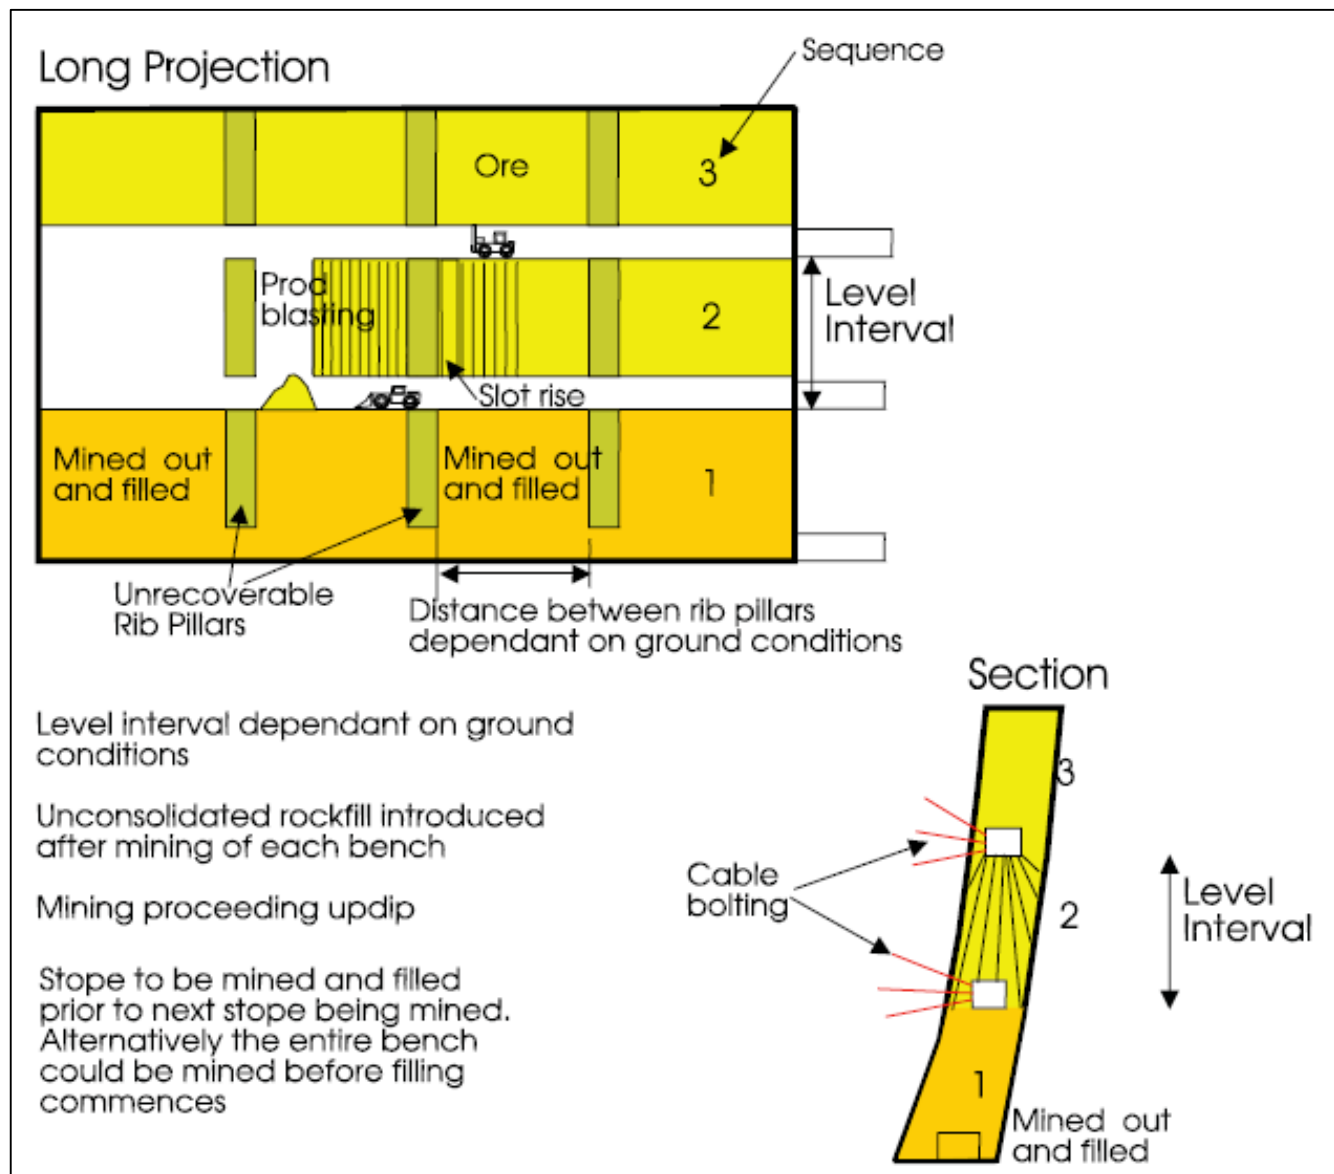 Long Projection
Sequence
Ore
3
Prod
blasting
2
Level
Interval
Slot rise
Mined out
and filled
Mined out
and filled
1
Unrecoverable
Rib Pillars
Distance between rib pillars
dependant on ground conditions
Level interval dependant on ground
conditions
Unconsolidated rockfill introduced
after mining of each bench
Mining proceeding updip
Stope to be mined and filled
prior to next stope being mined.
Alternatively the entire bench
could be mined before filling
commences
Section
3
Cable
bolting
2
Level
Interval
1
Mined out
and filled